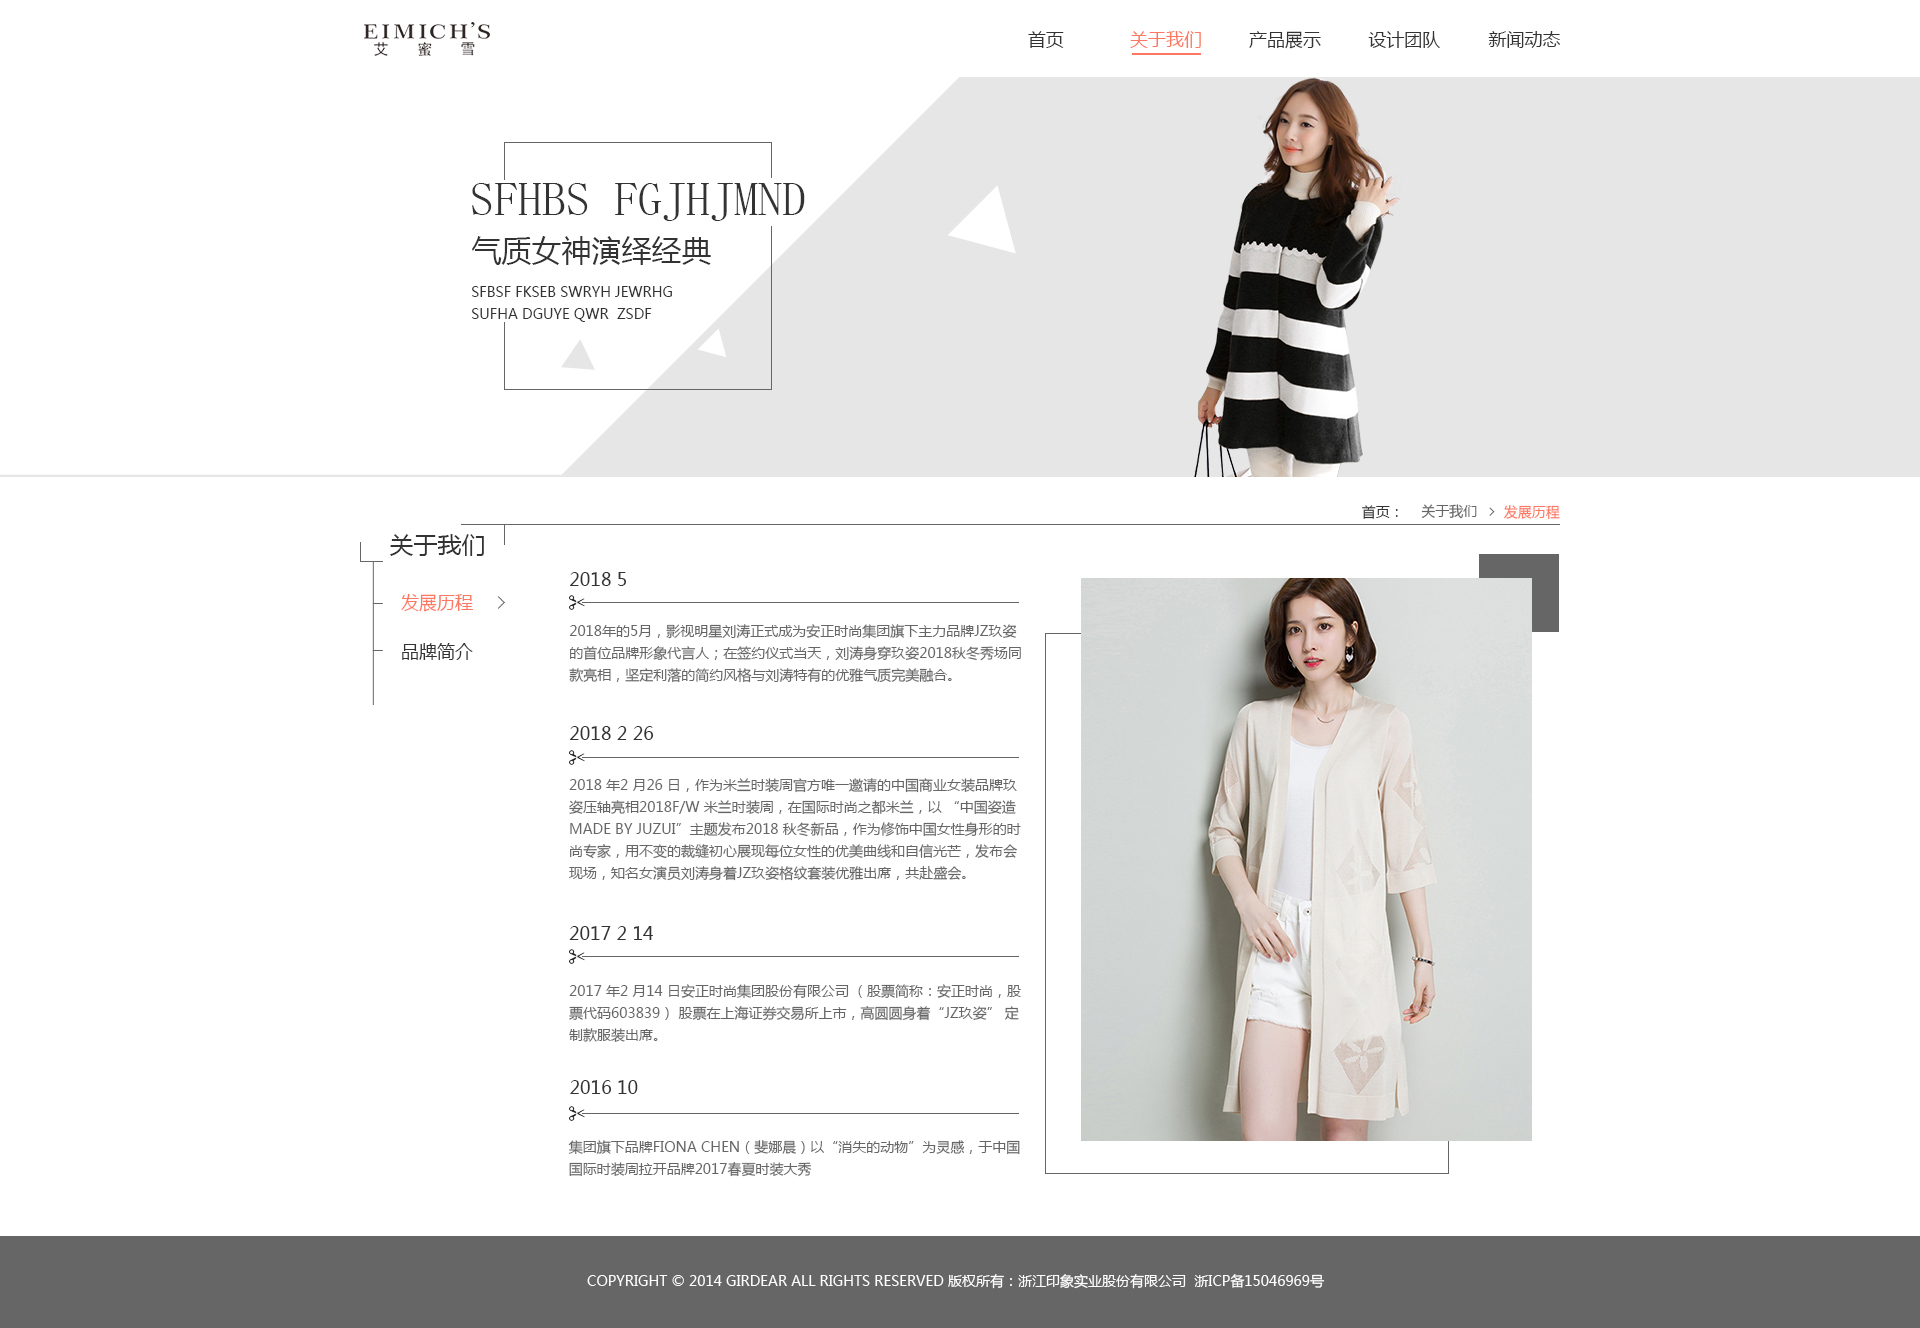 EIMICH'S
艾蜜雪
首页 关于我们 产品展示 设计团队 新闻动态
SFHBS FGJHJMND
气质女神演绎经典
SFBSF FKSEB SWRYH JEWRHG
SUFHA DGUYE QWR ZSDF
首页： 关于我们 > 发展历程
关于我们
发展历程 >
品牌简介
2018 5
2018年的5月，影视明星刘涛正式成为安正时尚集团旗下主力品牌JZ玖姿
的首位品牌形象代言人；在签约仪式当天，刘涛身穿玖姿2018秋冬秀场同
款亮相，坚定利落的简约风格与刘涛特有的优雅气质完美融合。
2018 2 26
2018 年2 月26 日，作为米兰时装周官方唯一邀请的中国商业女装品牌玖
姿压轴亮相2018F/W 米兰时装周，在国际时尚之都米兰，以 “中国姿造
MADE BY JUZUI”主题发布2018 秋冬新品，作为修饰中国女性身形的时
尚专家，用不变的裁缝初心展现每位女性的优美曲线和自信光芒，发布会
现场，知名女演员刘涛身着JZ玖姿格纹套装优雅出席，共赴盛会。
2017 2 14
2017 年2 月14 日安正时尚集团股份有限公司（股票简称：安正时尚，股
票代码603839 ）股票在上海证券交易所上市，高圆圆身着“JZ玖姿” 定
制款服装出席。
2016 10
集团旗下品牌FIONA CHEN（斐娜晨）以“消失的动物”为灵感，于中国
国际时装周拉开品牌2017春夏时装大秀
COPYRIGHT © 2014 GIRDEAR ALL RIGHTS RESERVED 版权所有：浙江印象实业股份有限公司 浙ICP备15046969号